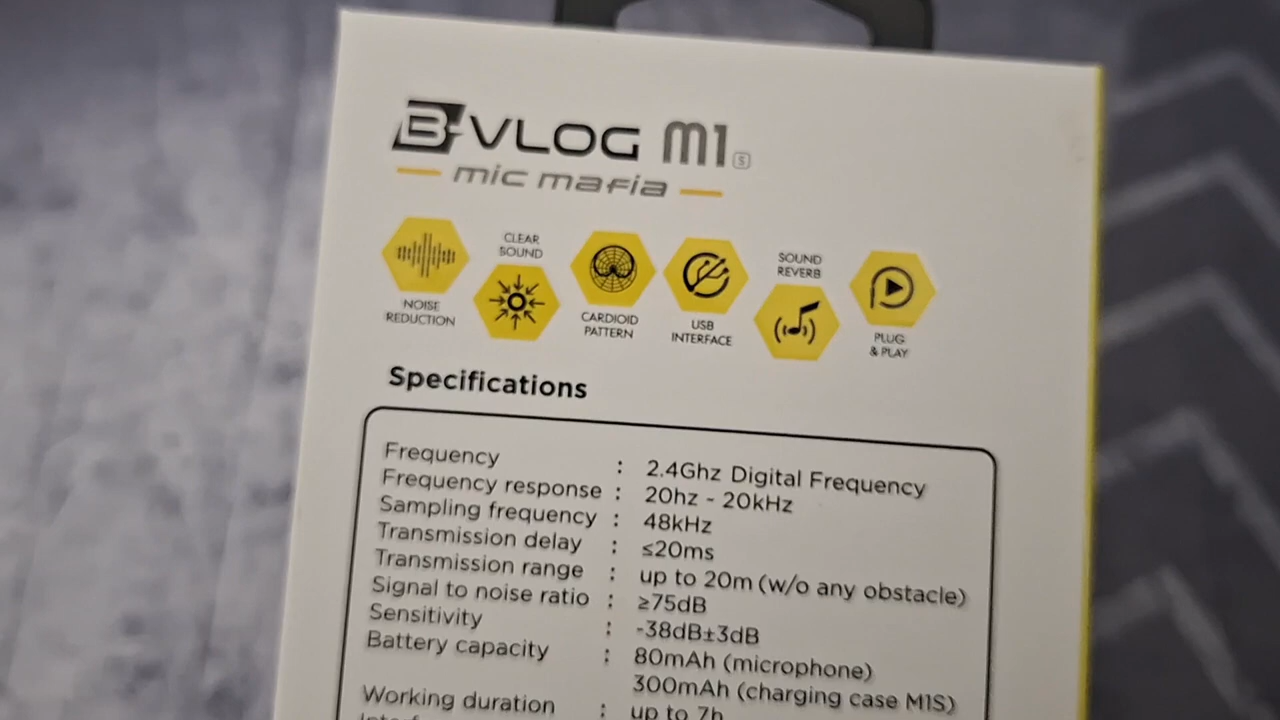 B-VLOG M1 S
mic mafia
NOISE
REDUCTION
CLEAR
SOUND
CARDIOID
PATTERN
USB
INTERFACE
SOUND
REVERB
PLUG
& PLAY
Specifications
Frequency : 2.4Ghz Digital Frequency
Frequency response : 20hz - 20kHz
Sampling frequency : 48kHz
Transmission delay : ≤20ms
Transmission range : up to 20m (w/o any obstacle)
Signal to noise ratio : ≥75dB
Sensitivity : -38dB±3dB
Battery capacity : 80mAh (microphone)
300mAh (charging case M1S)
Working duration : up to 7h